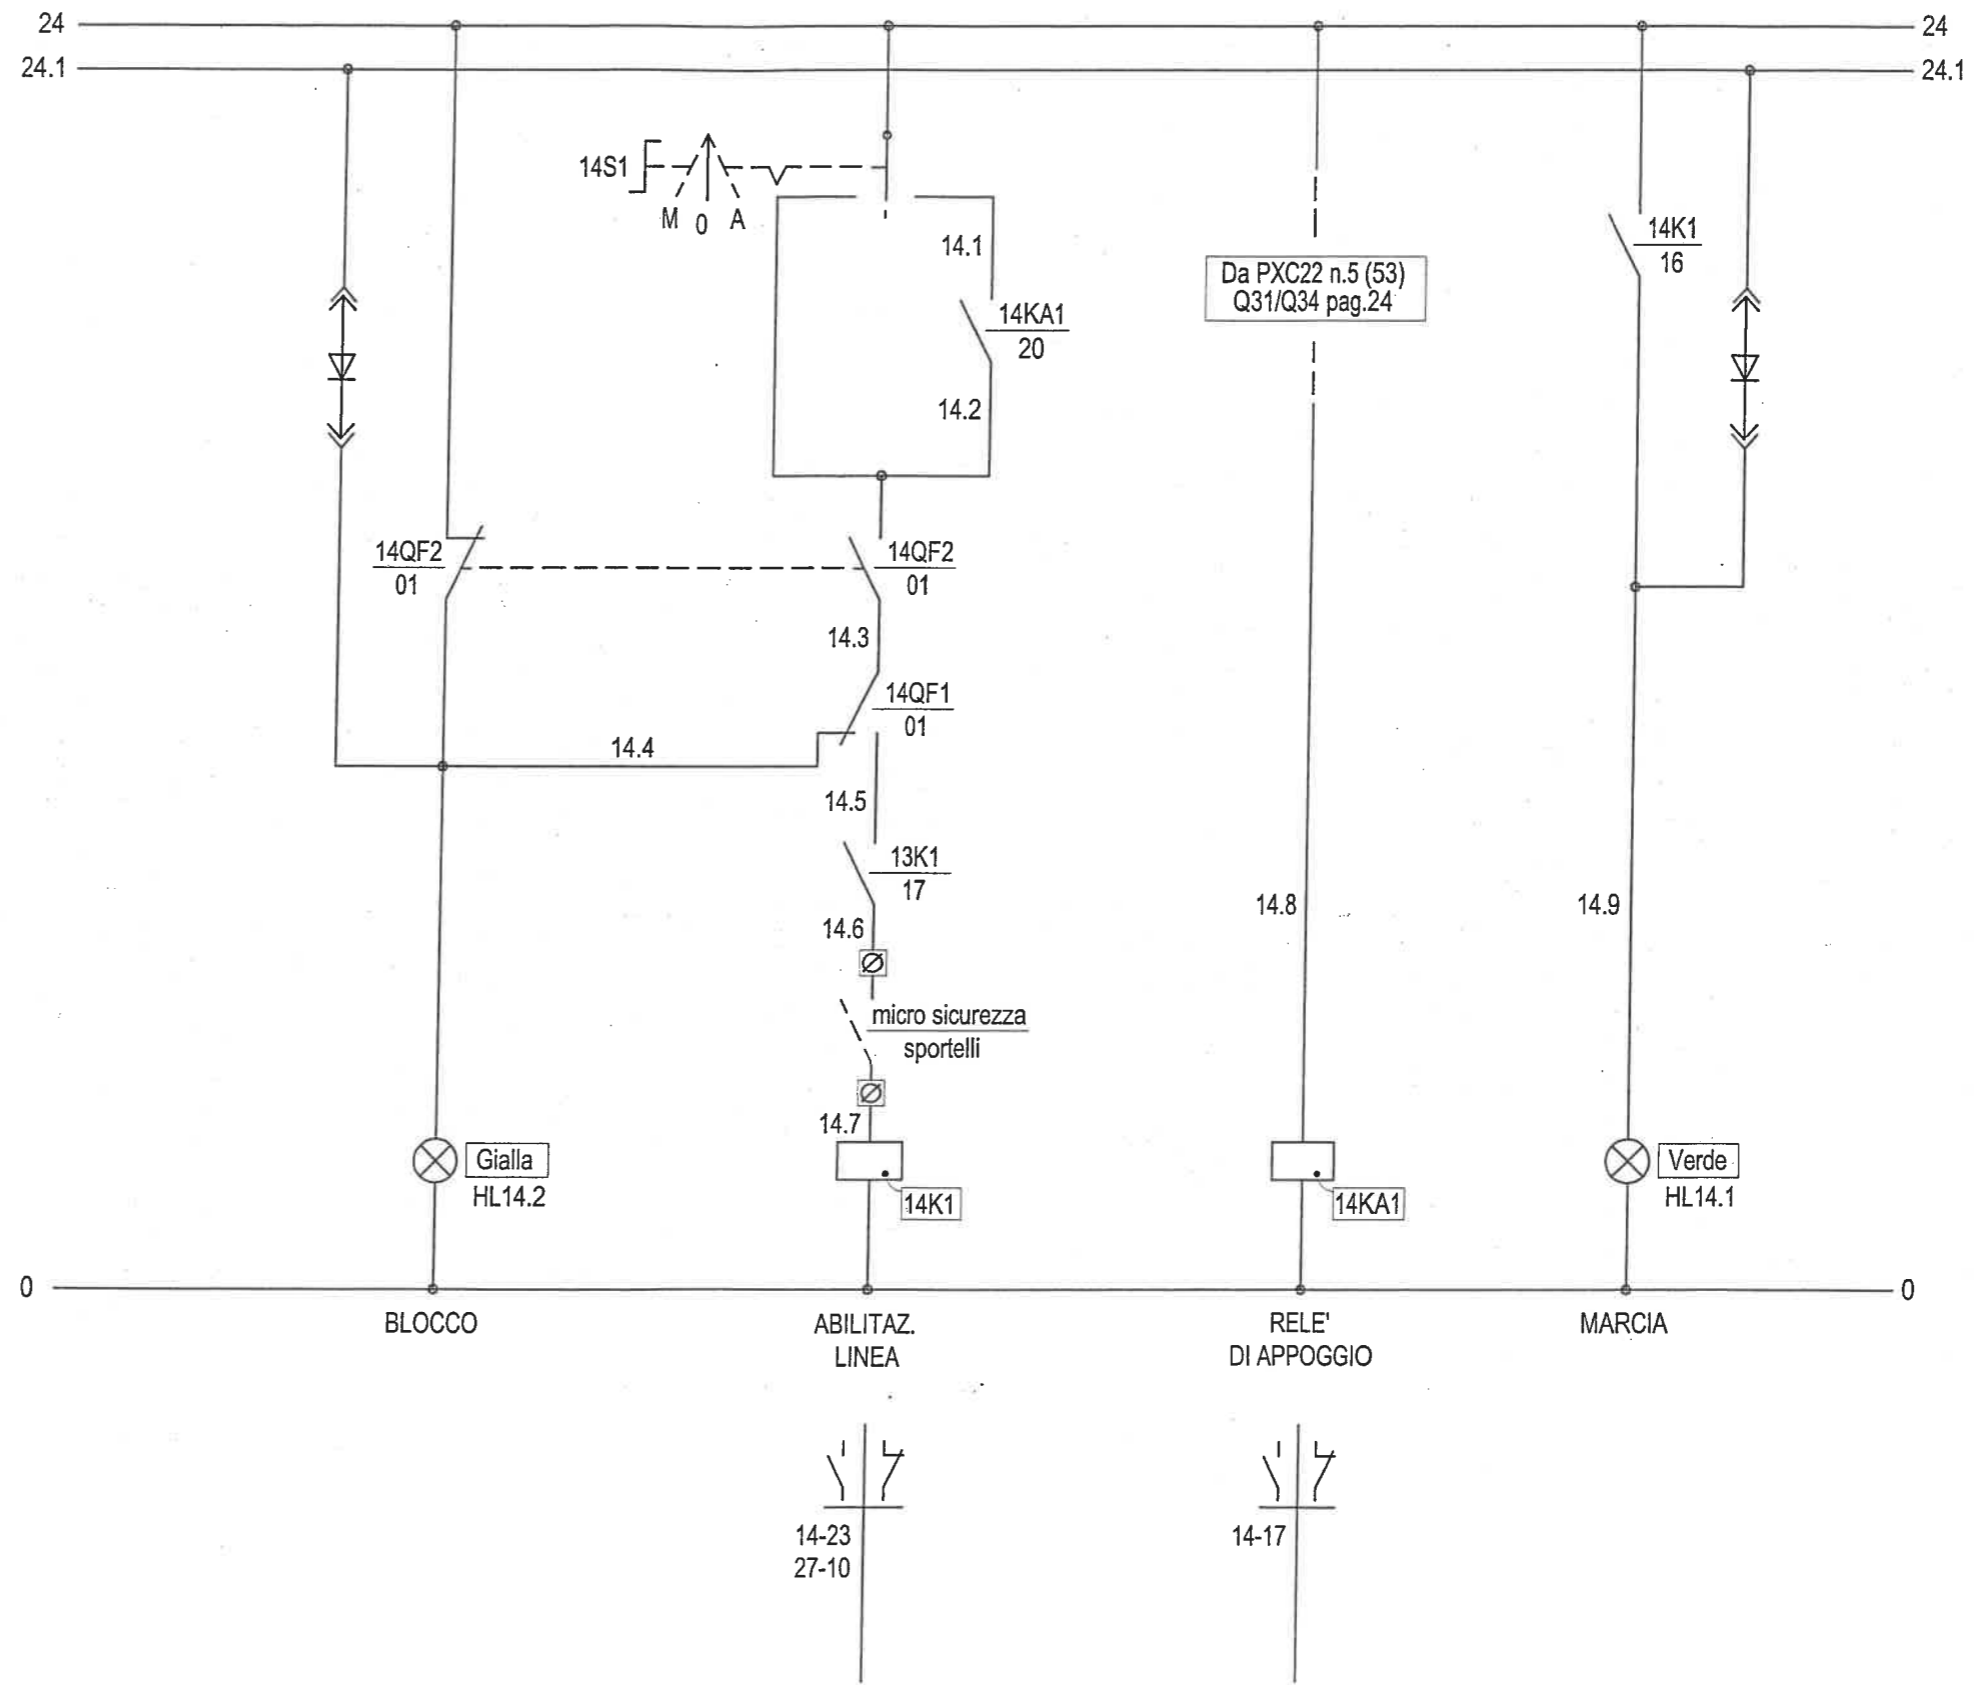 24
24
24.1
24.1
14S1
M 0 A
14.1
14K1
16
Da PXC22 n.5 (53)
Q31/Q34 pag.24
14KA1
20
14.2
14QF2
01
14QF2
01
14.3
14QF1
01
14.4
14.5
13K1
17
14.6
14.8
14.9
micro sicurezza
sportelli
14.7
Gialla
HL14.2
14K1
14KA1
Verde
HL14.1
0
0
BLOCCO
ABILITAZ.
LINEA
RELE'
DI APPOGGIO
MARCIA
14-23
27-10
14-17